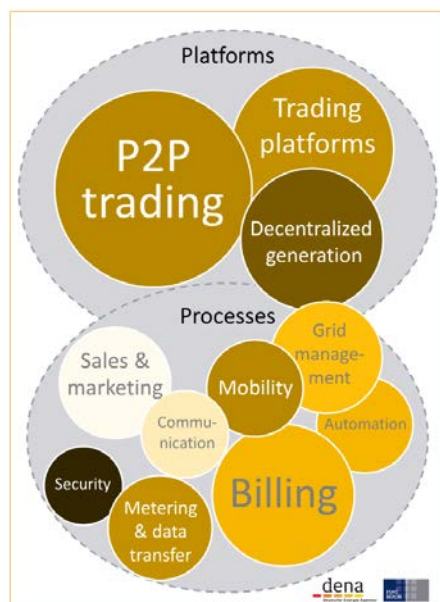 Platforms
P2P
trading
Trading
platforms
Decentralized
generation
Processes
Sales &
marketing
Mobility
Grid
manage-
ment
Commu-
nication
Automation
Security
Metering
& data
transfer
Billing
dena